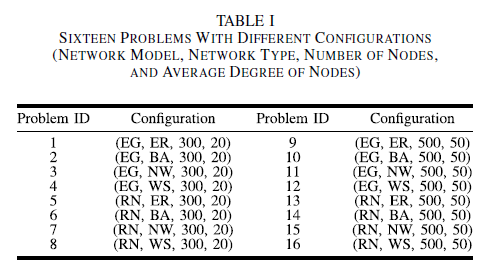 TABLE I
SIXTEEN PROBLEMS WITH DIFFERENT CONFIGURATIONS
(NETWORK MODEL, NETWORK TYPE, NUMBER OF NODES,
AND AVERAGE DEGREE OF NODES)
Problem ID Configuration Problem ID Configuration
1 (EG, ER, 300, 20) 9 (EG, ER, 500, 50)
2 (EG, BA, 300, 20) 10 (EG, BA, 500, 50)
3 (EG, NW, 300, 20) 11 (EG, NW, 500, 50)
4 (EG, WS, 300, 20) 12 (EG, WS, 500, 50)
5 (RN, ER, 300, 20) 13 (RN, ER, 500, 50)
6 (RN, BA, 300, 20) 14 (RN, BA, 500, 50)
7 (RN, NW, 300, 20) 15 (RN, NW, 500, 50)
8 (RN, WS, 300, 20) 16 (RN, WS, 500, 50)